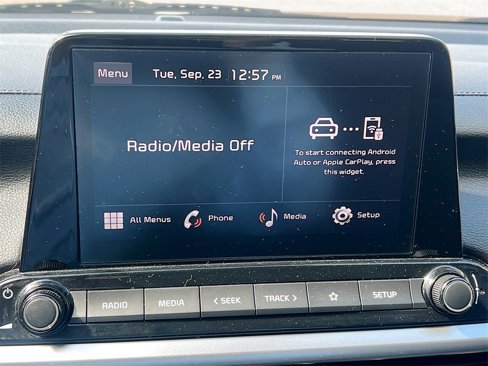 Menu Tue, Sep. 23 12:57 PM
Radio/Media Off
To start connecting Android
Auto or Apple CarPlay, press
this widget.
All Menus Phone Media Setup
RADIO MEDIA < SEEK TRACK > SETUP